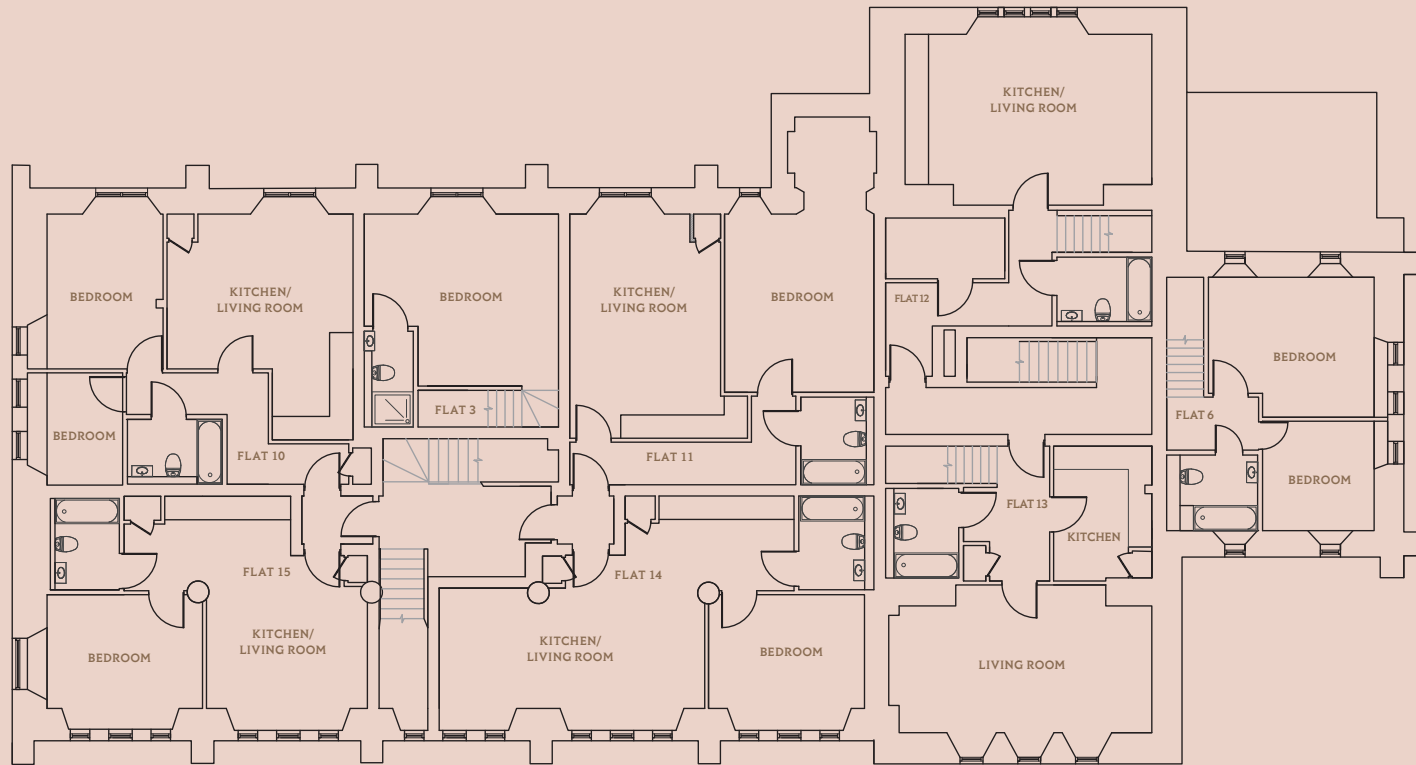 KITCHEN/
LIVING ROOM
BEDROOM
KITCHEN/
LIVING ROOM
BEDROOM
KITCHEN/
LIVING ROOM
BEDROOM
FLAT 12
BEDROOM
FLAT 3
FLAT 6
BEDROOM
FLAT 10
FLAT 11
BEDROOM
FLAT 13
KITCHEN
FLAT 15
FLAT 14
KITCHEN/
LIVING ROOM
KITCHEN/
LIVING ROOM
BEDROOM
BEDROOM
LIVING ROOM